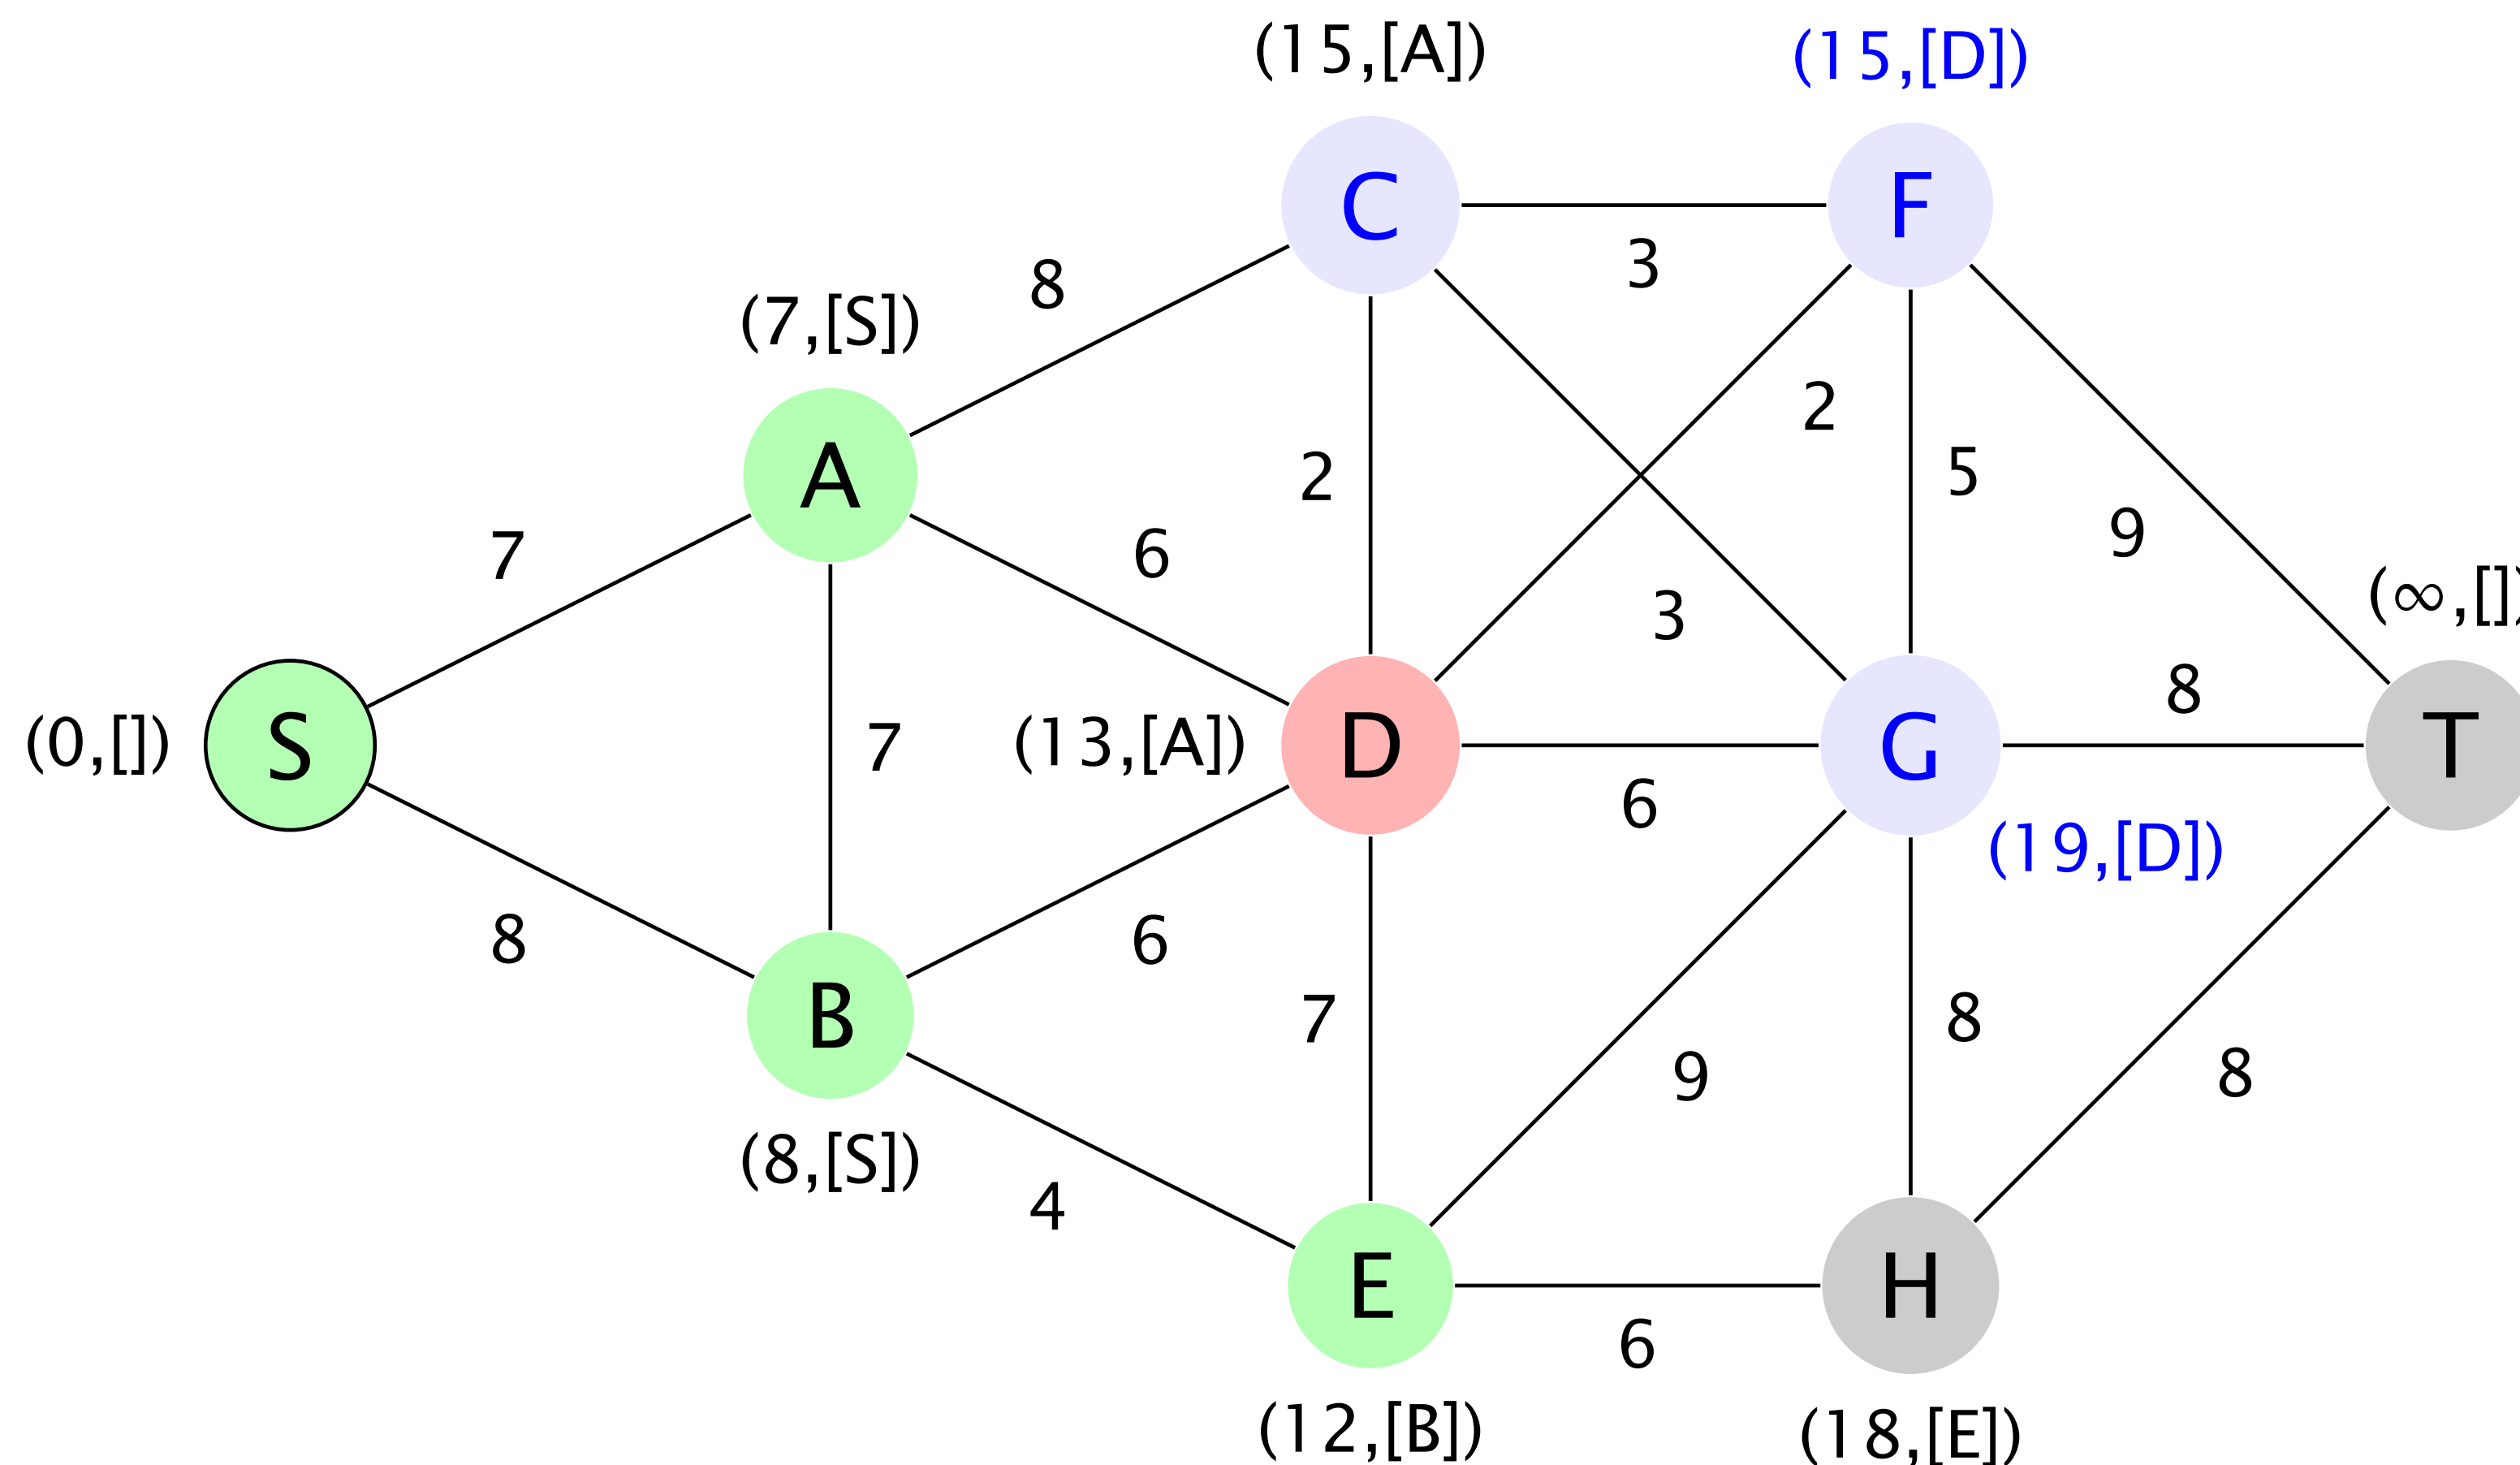 (15,[A])
(15,[D])
C
F
3
8
(7,[S])
2
5
A
2
9
7
6
3
(∞,[])
8
(0,[])
S
7
(13,[A])
D
G
T
6
(19,[D])
8
6
B
7
9
8
8
(8,[S])
4
E
H
6
(12,[B])
(18,[E])